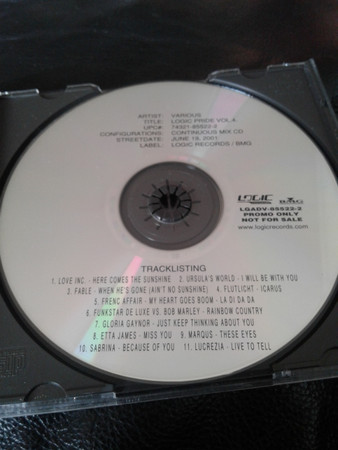 ARTIST: VARIOUS
TITLE: LOGIC PRIDE VOL.4
UPC#: 74321-85522-2
CONFIGURATIONS: CONTINUOUS MIX CD
STREETDATE: JUNE 19, 2001
LABEL: LOGIC RECORDS / BMG
LOGIC BMG
LGADV-85522-2
PROMO ONLY
NOT FOR SALE
www.logicrecords.com
TRACKLISTING
1. LOVE INC. - HERE COMES THE SUNSHINE 2. URSULA'S WORLD - I WILL BE WITH YOU
3. FABLE - WHEN HE'S GONE (AIN'T NO SUNSHINE) 4. FLUTLICHT - ICARUS
5. FRENC AFFAIR - MY HEART GOES BOOM - LA DI DA DA
6. FUNKSTAR DE LUXE VS. BOB MARLEY - RAINBOW COUNTRY
7. GLORIA GAYNOR - JUST KEEP THINKING ABOUT YOU
8. ETTA JAMES - MISS YOU 9. MARQUS - THESE EYES
10. SABRINA - BECAUSE OF YOU 11. LUCREZIA - LIVE TO TELL